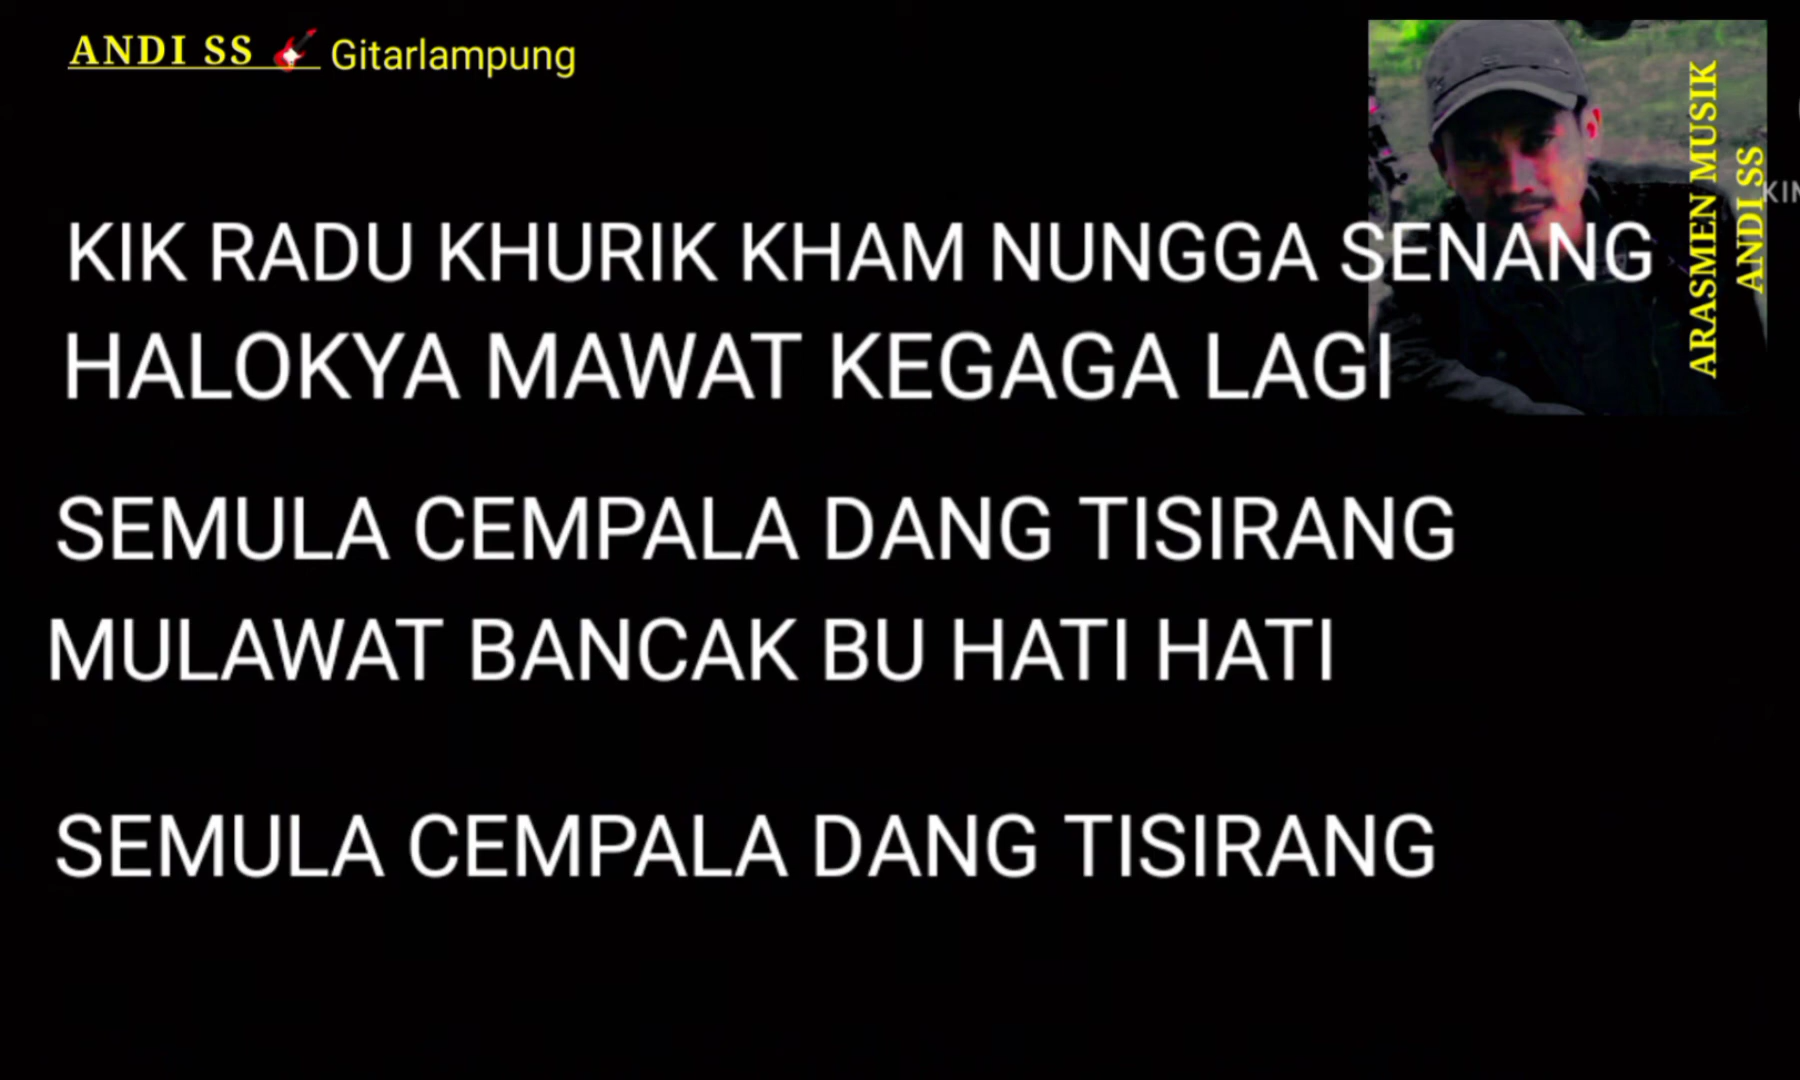 ANDI SS 🎸 Gitarlampung
ARASMEN MUSIK
ANDI SS
KIK RADU KHURIK KHAM NUNGGA SENANG
HALOKYA MAWAT KEGAGA LAGI
SEMULA CEMPALA DANG TISIRANG
MULAWAT BANCAK BU HATI HATI
SEMULA CEMPALA DANG TISIRANG